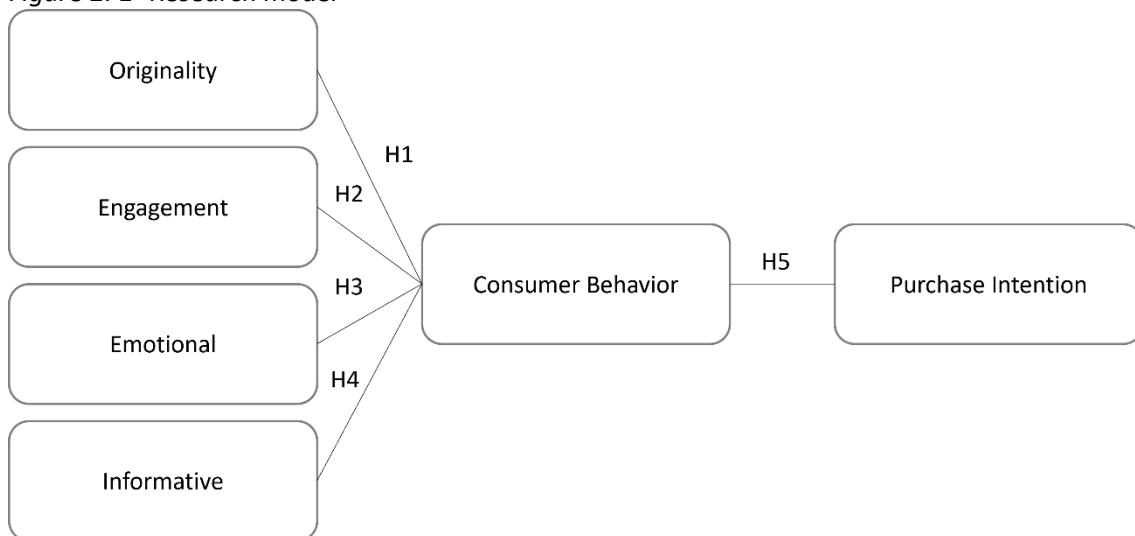 Originality
H1
Engagement
H2
Consumer Behavior
H5
Purchase Intention
H3
Emotional
H4
Informative